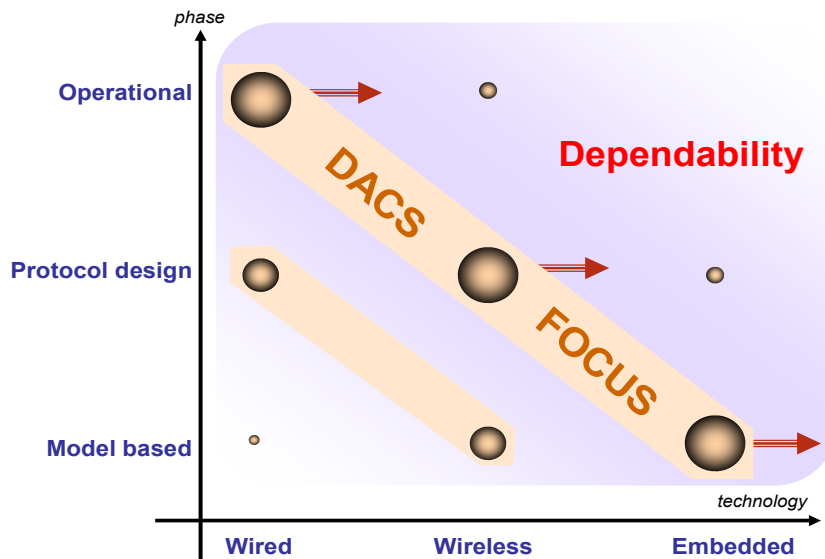 phase
Operational
Dependability
DACS
Protocol design
FOCUS
Model based
technology
Wired
Wireless
Embedded